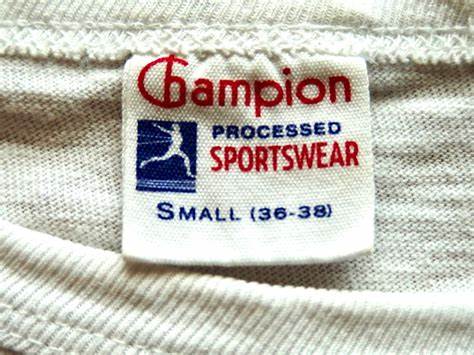 Champion
PROCESSED
SPORTSWEAR
SMALL (36-38)